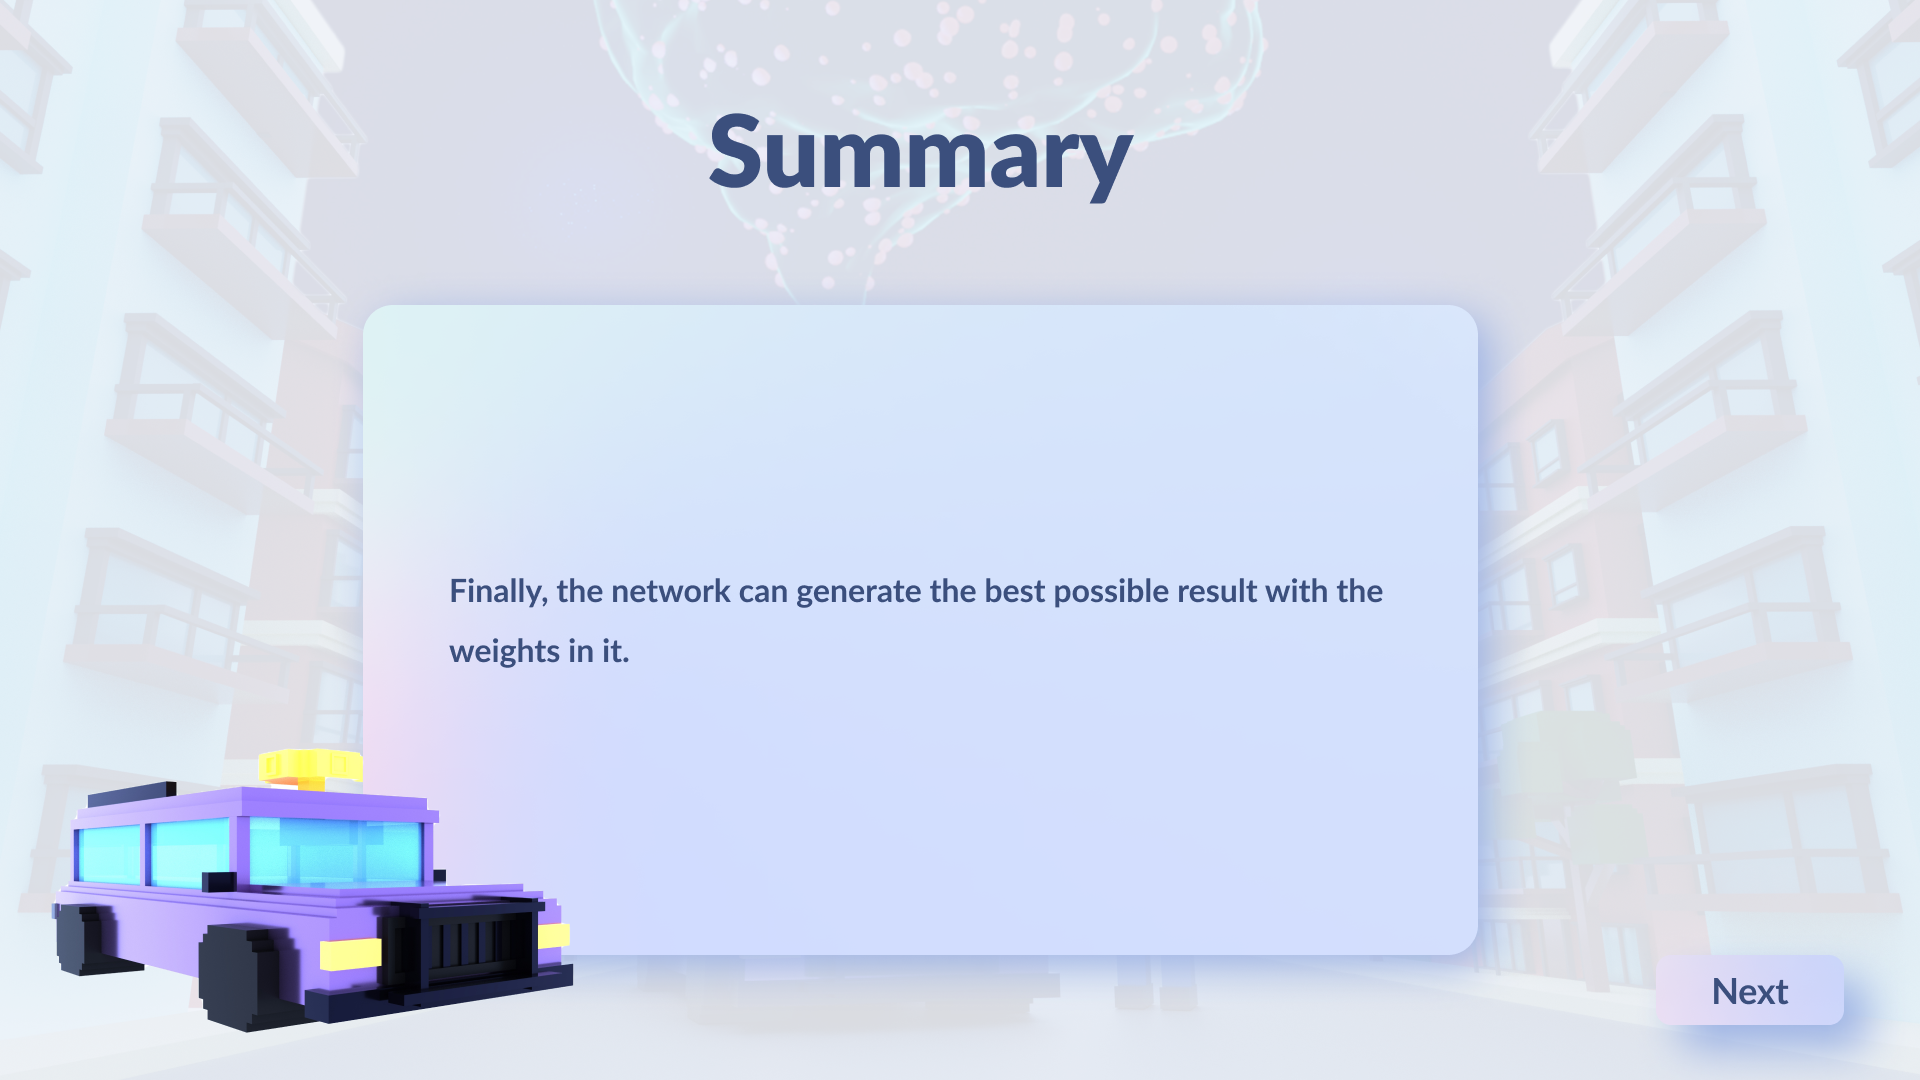 Summary
Finally, the network can generate the best possible result with the
weights in it.
Next